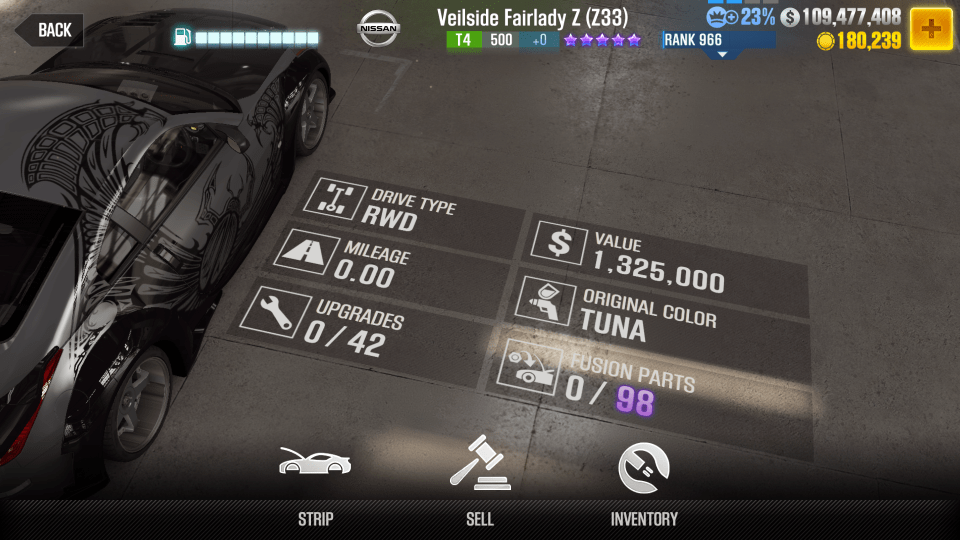 BACK
NISSAN
Veilside Fairlady Z (Z33)
T4 500 +0
23%
$ 109,477,408
RANK 966
180,239
DRIVE TYPE
RWD
MILEAGE
0.00
UPGRADES
0 / 42
$ VALUE
1,325,000
ORIGINAL COLOR
TUNA
FUSION PARTS
0 / 98
STRIP
SELL
INVENTORY